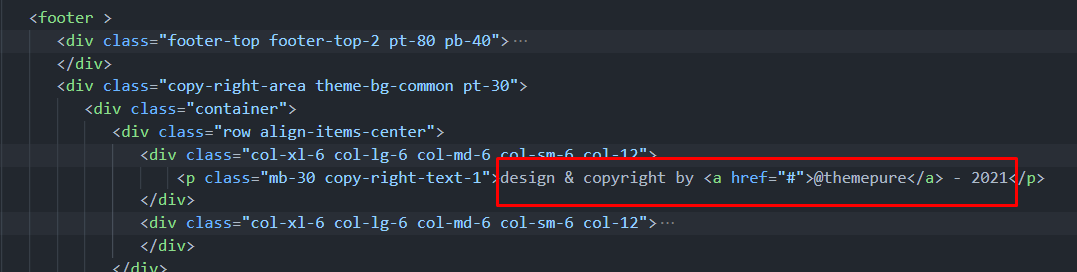 <footer >
<div class="footer-top footer-top-2 pt-80 pb-40">···
</div>
<div class="copy-right-area theme-bg-common pt-30">
<div class="container">
<div class="row align-items-center">
<div class="col-xl-6 col-lg-6 col-md-6 col-sm-6 col-12">
<p class="mb-30 copy-right-text-1">design & copyright by <a href="#">@themepure</a> - 2021</p>
</div>
<div class="col-xl-6 col-lg-6 col-md-6 col-sm-6 col-12">···
</div>
</div>